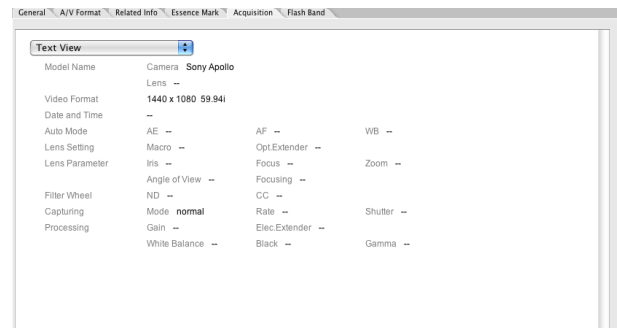 General A/V Format Related Info Essence Mark Acquisition Flash Band
Text View
Model Name Camera Sony Apollo
Lens --
Video Format 1440 x 1080 59.94i
Date and Time --
Auto Mode AE -- AF -- WB --
Lens Setting Macro -- Opt.Extender --
Lens Parameter Iris -- Focus -- Zoom --
Angle of View -- Focusing --
Filter Wheel ND -- CC --
Capturing Mode normal Rate -- Shutter --
Processing Gain -- Elec.Extender --
White Balance -- Black -- Gamma --